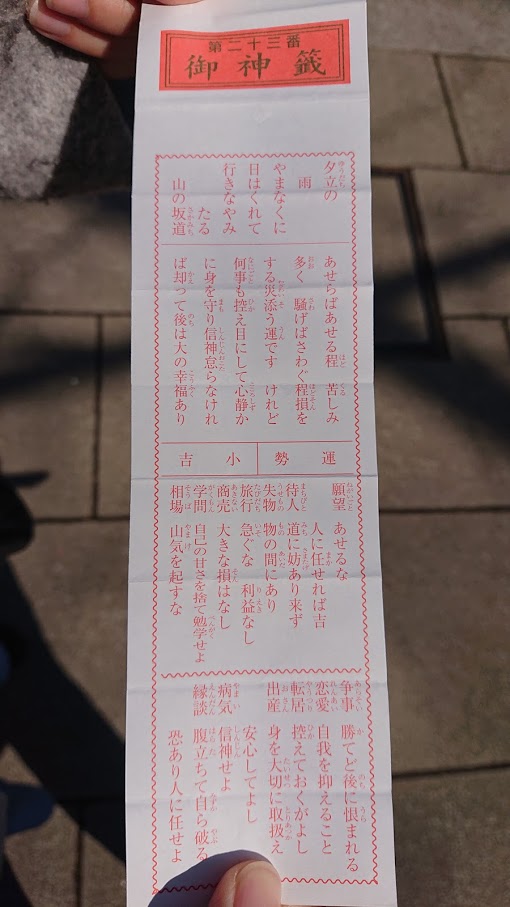 第二十三番
御神籤
夕立の
雨
やまなくに
日はくれて
行きなやみ
たる
山の坂道
あせらばあせる程 苦しみ
多く 騒げばさわぐ程損を
する災添う運です けれど
何事も控え目にして心静か
に身を守り信神怠らなけれ
ば却って後は大の幸福あり
運勢
小吉
願望 あせるな
人に任せれば吉
待人 道に妨あり来ず
失物 物の間にあり
旅行 急ぐな 利益なし
商売 大きな損はなし
学問 自己の甘さを捨て勉学せよ
相場 山気を起すな
争事 勝てど後に恨まれる
恋愛 自我を抑えること
転居 控えておくがよし
出産 身を大切に取扱え
安心してよし
病気 信神せよ
縁談 腹立ちて自ら破る
恐あり人に任せよ